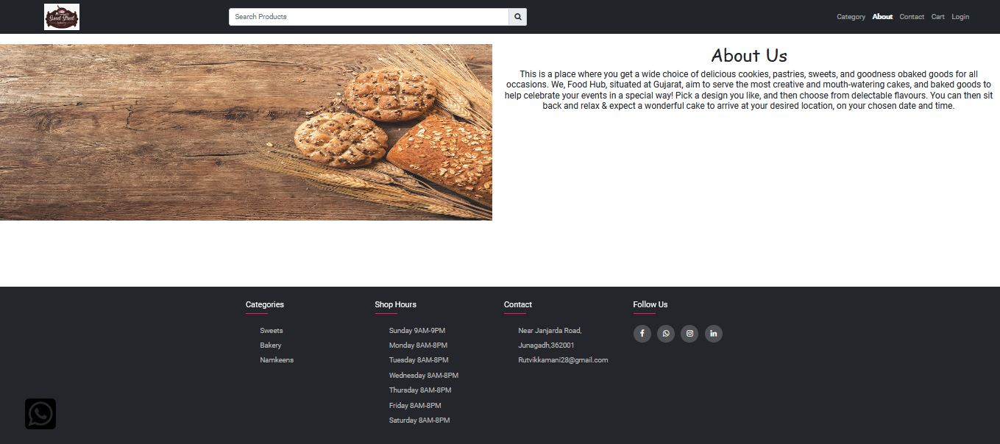 Sweet Street
bakery
Search Products
Category About Contact Cart Login
About Us
This is a place where you get a wide choice of delicious cookies, pastries, sweets, and goodness obaked goods for all
occasions. We, Food Hub, situated at Gujarat, aim to serve the most creative and mouth-watering cakes, and baked goods to
help celebrate your events in a special way! Pick a design you like, and then choose from delectable flavours. You can then sit
back and relax & expect a wonderful cake to arrive at your desired location, on your chosen date and time.
Categories
Sweets
Bakery
Namkeens
Shop Hours
Sunday 9AM-9PM
Monday 8AM-8PM
Tuesday 8AM-8PM
Wednesday 8AM-8PM
Thursday 8AM-8PM
Friday 8AM-8PM
Saturday 8AM-8PM
Contact
Near Janjarda Road,
Junagadh,362001
Rutvikkamani28@gmail.com
Follow Us